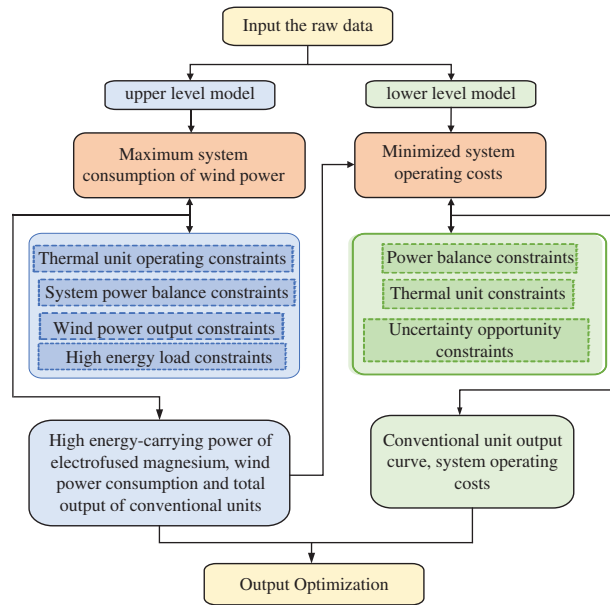 Input the raw data
upper level model
lower level model
Maximum system
consumption of wind power
Minimized system
operating costs
Thermal unit operating constraints
System power balance constraints
Wind power output constraints
High energy load constraints
Power balance constraints
Thermal unit constraints
Uncertainty opportunity
constraints
High energy-carrying power of
electrofused magnesium, wind
power consumption and total
output of conventional units
Conventional unit output
curve, system operating
costs
Output Optimization